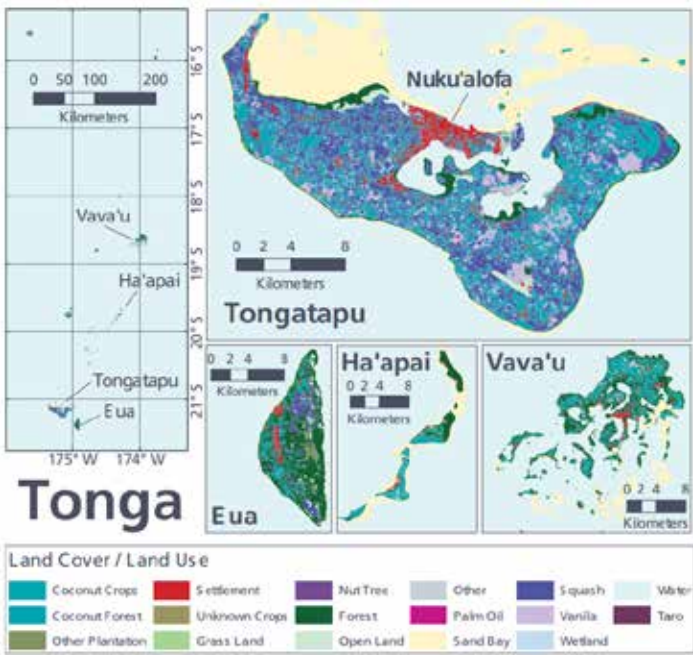 0 50 100 200
Kilometers
16° S
17° S
18° S
19° S
20° S
21° S
Vava'u
Ha'apai
Tongatapu
Eua
175° W 174° W
Tonga
Nuku'alofa
0 2 4 8
Kilometers
Tongatapu
0 2 4 8
Kilometers
Eua
Ha'apai
0 2 4 8
Kilometers
Vava'u
0 2 4 8
Kilometers
Land Cover / Land Use
Coconut Crops Settlement Nut Tree Other Squash Water
Coconut Forest Unknown Crops Forest Palm Oil Vanila Taro
Other Plantation Grass Land Open Land Sand Bay Wetland